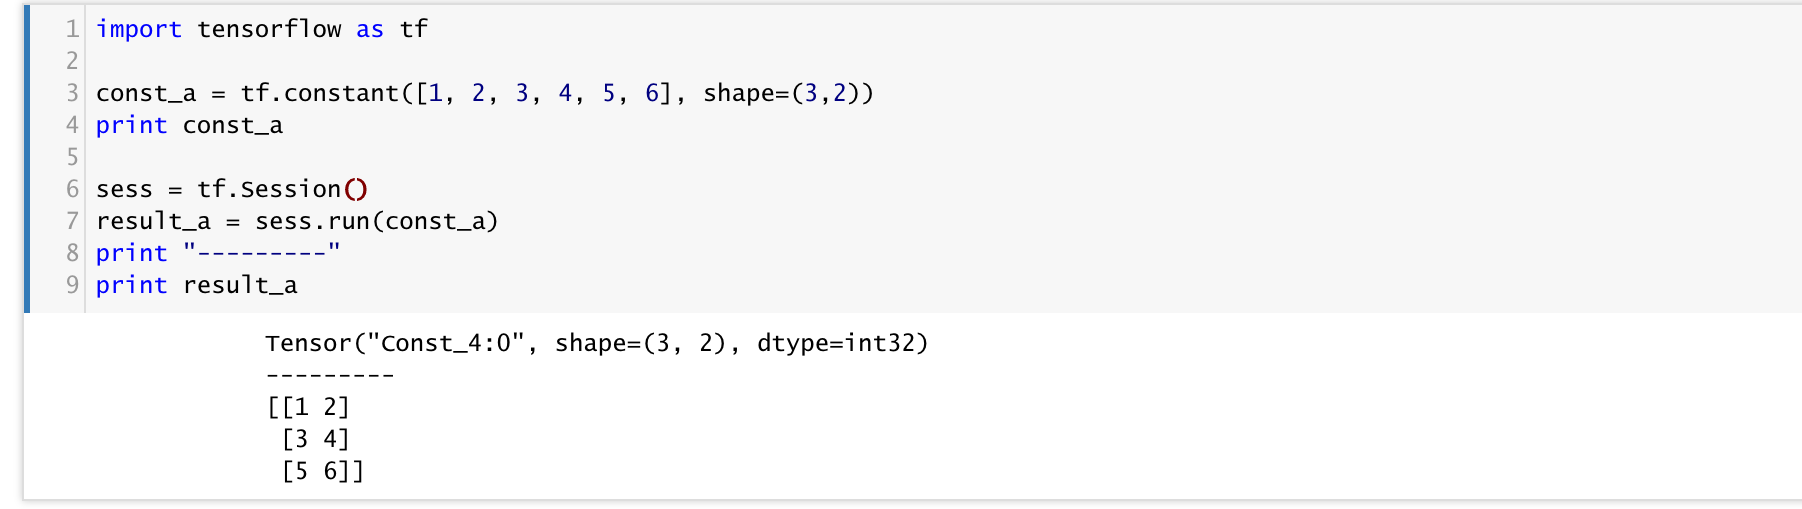 1 import tensorflow as tf
2
3 const_a = tf.constant([1, 2, 3, 4, 5, 6], shape=(3,2))
4 print const_a
5
6 sess = tf.Session()
7 result_a = sess.run(const_a)
8 print "---------"
9 print result_a
Tensor("Const_4:0", shape=(3, 2), dtype=int32)
---------
[[1 2]
 [3 4]
 [5 6]]